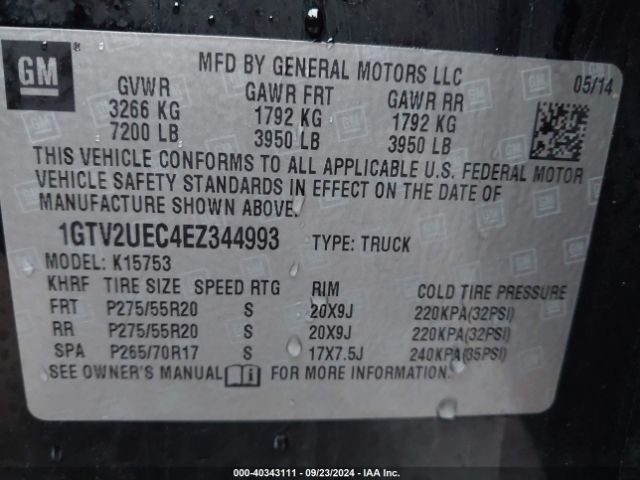 GM
MFD BY GENERAL MOTORS LLC
05/14
GVWR GAWR FRT GAWR RR
3266 KG 1792 KG 1792 KG
7200 LB 3950 LB 3950 LB
THIS VEHICLE CONFORMS TO ALL APPLICABLE U.S. FEDERAL MOTOR
VEHICLE SAFETY STANDARDS IN EFFECT ON THE DATE OF
MANUFACTURE SHOWN ABOVE.
1GTV2UEC4EZ344993 TYPE: TRUCK
MODEL: K15753
KHRF TIRE SIZE SPEED RTG RIM COLD TIRE PRESSURE
FRT P275/55R20 S 20X9J 220KPA(32PSI)
RR P275/55R20 S 20X9J 220KPA(32PSI)
SPA P265/70R17 S 17X7.5J 240KPA(35PSI)
SEE OWNER'S MANUAL FOR MORE INFORMATION.
000-40343111 - 09/23/2024 - IAA Inc.